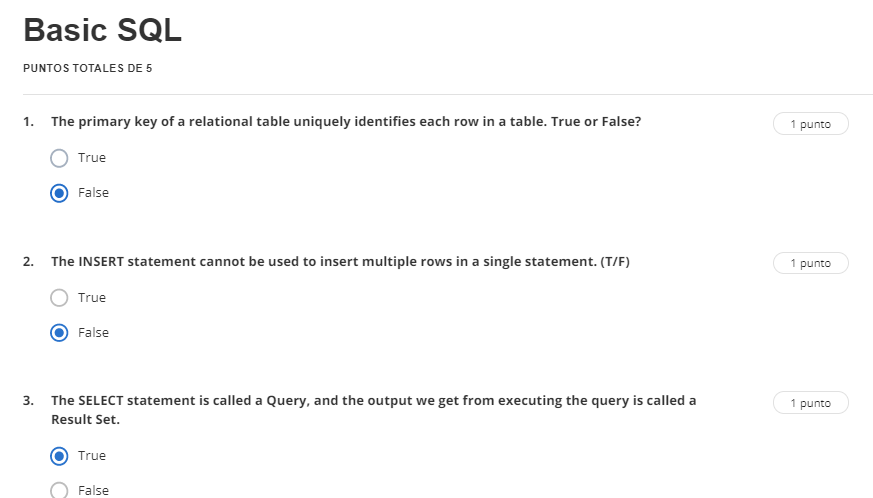 Basic SQL
PUNTOS TOTALES DE 5
1. The primary key of a relational table uniquely identifies each row in a table. True or False?
1 punto
True
False
2. The INSERT statement cannot be used to insert multiple rows in a single statement. (T/F)
1 punto
True
False
3. The SELECT statement is called a Query, and the output we get from executing the query is called a
Result Set.
1 punto
True
False